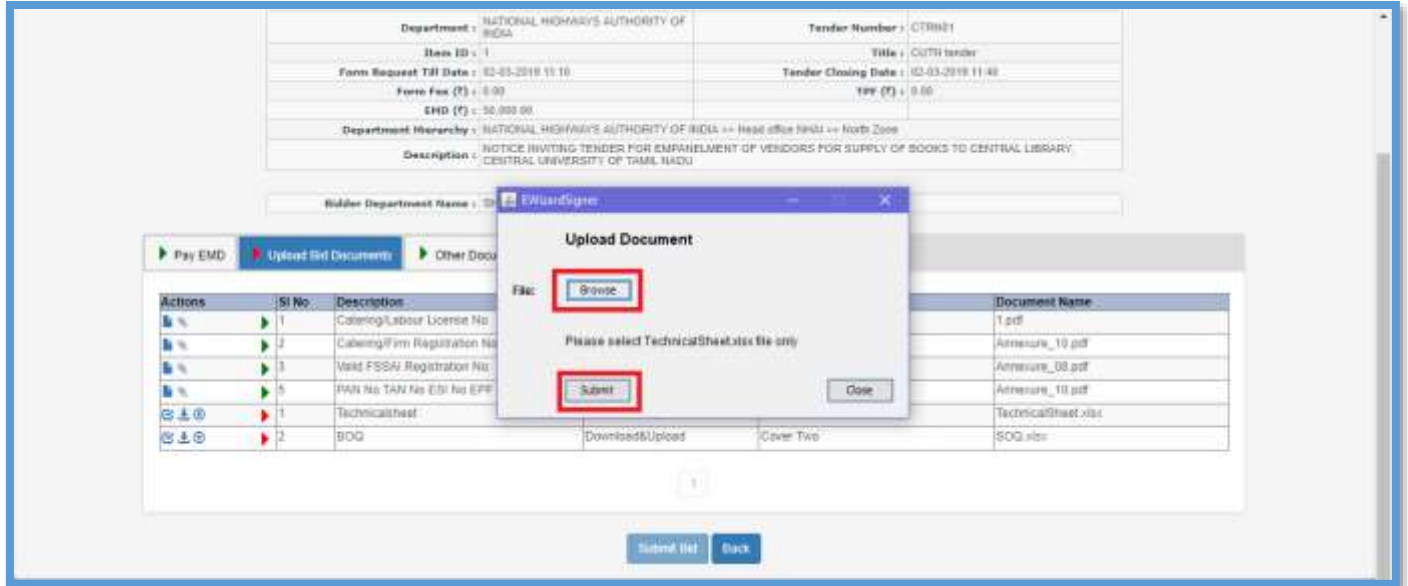 Department : NATIONAL HIGHWAYS AUTHORITY OF INDIA Tender Number : CTRN01
Item ID : 1 Title : CUTN tender
Form Request Till Date : 02-03-2019 11:10 Tender Closing Date : 02-03-2019 11:40
Form Fee (₹) : 0.00 TPF (₹) : 0.00
EMD (₹) : 50,000.00
Department Hierarchy : NATIONAL HIGHWAYS AUTHORITY OF INDIA >> Head office NHAI >> North Zone
Description : NOTICE INVITING TENDER FOR EMPANELMENT OF VENDORS FOR SUPPLY OF BOOKS TO CENTRAL LIBRARY,
CENTRAL UNIVERSITY OF TAMIL NADU
Bidder Department Name :
EWizardSigner
Upload Document
File: Browse
Please select TechnicalSheet.xlsx file only
Submit Close
Pay EMD Upload Bid Documents Other Docu
Actions Sl No Description Document Name
1 Catering/Labour License No 1.pdf
2 Catering/Firm Registration No Annexure_10.pdf
3 Valid FSSAI Registration No Annexure_08.pdf
5 PAN No TAN No ESI No EPF Annexure_10.pdf
1 Technicalsheet TechnicalSheet.xlsx
2 BOQ Download&Upload Cover Two SOQ.xlsx
1
Submit Bid Back